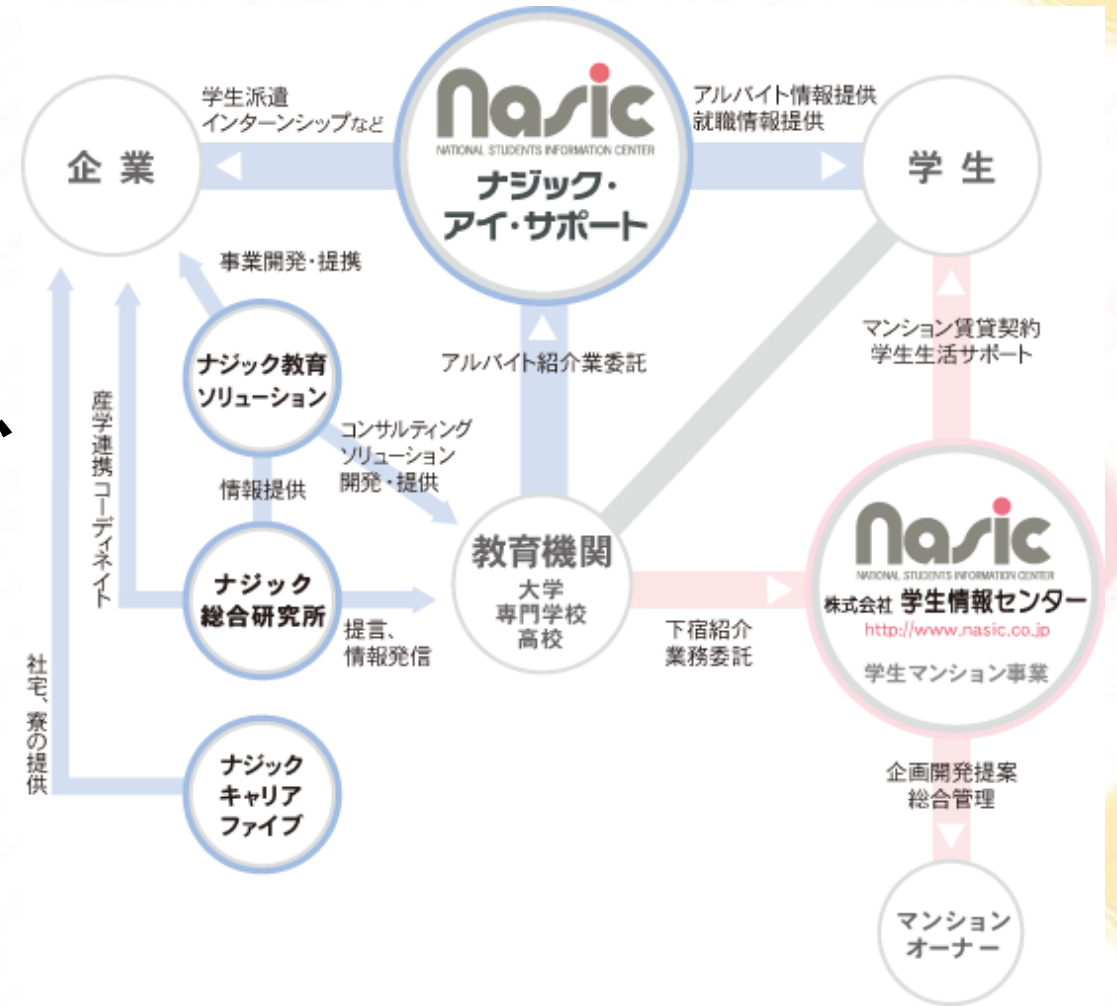 学生派遣
インターンシップなど
nasic
NATIONAL STUDENTS INFORMATION CENTER
ナジック・
アイ・サポート
アルバイト情報提供
就職情報提供
企業
学生
事業開発・提携
アルバイト紹介業委託
マンション賃貸契約
学生生活サポート
ナジック教育
ソリューション
コンサルティング
ソリューション
開発・提供
産学連携コーディネイト
、
情報提供
教育機関
大学
専門学校
高校
nasic
NATIONAL STUDENTS INFORMATION CENTER
株式会社 学生情報センター
http://www.nasic.co.jp
学生マンション事業
ナジック
総合研究所
提言、
情報発信
下宿紹介
業務委託
社宅、寮の提供
ナジック
キャリア
ファイブ
企画開発提案
総合管理
マンション
オーナー